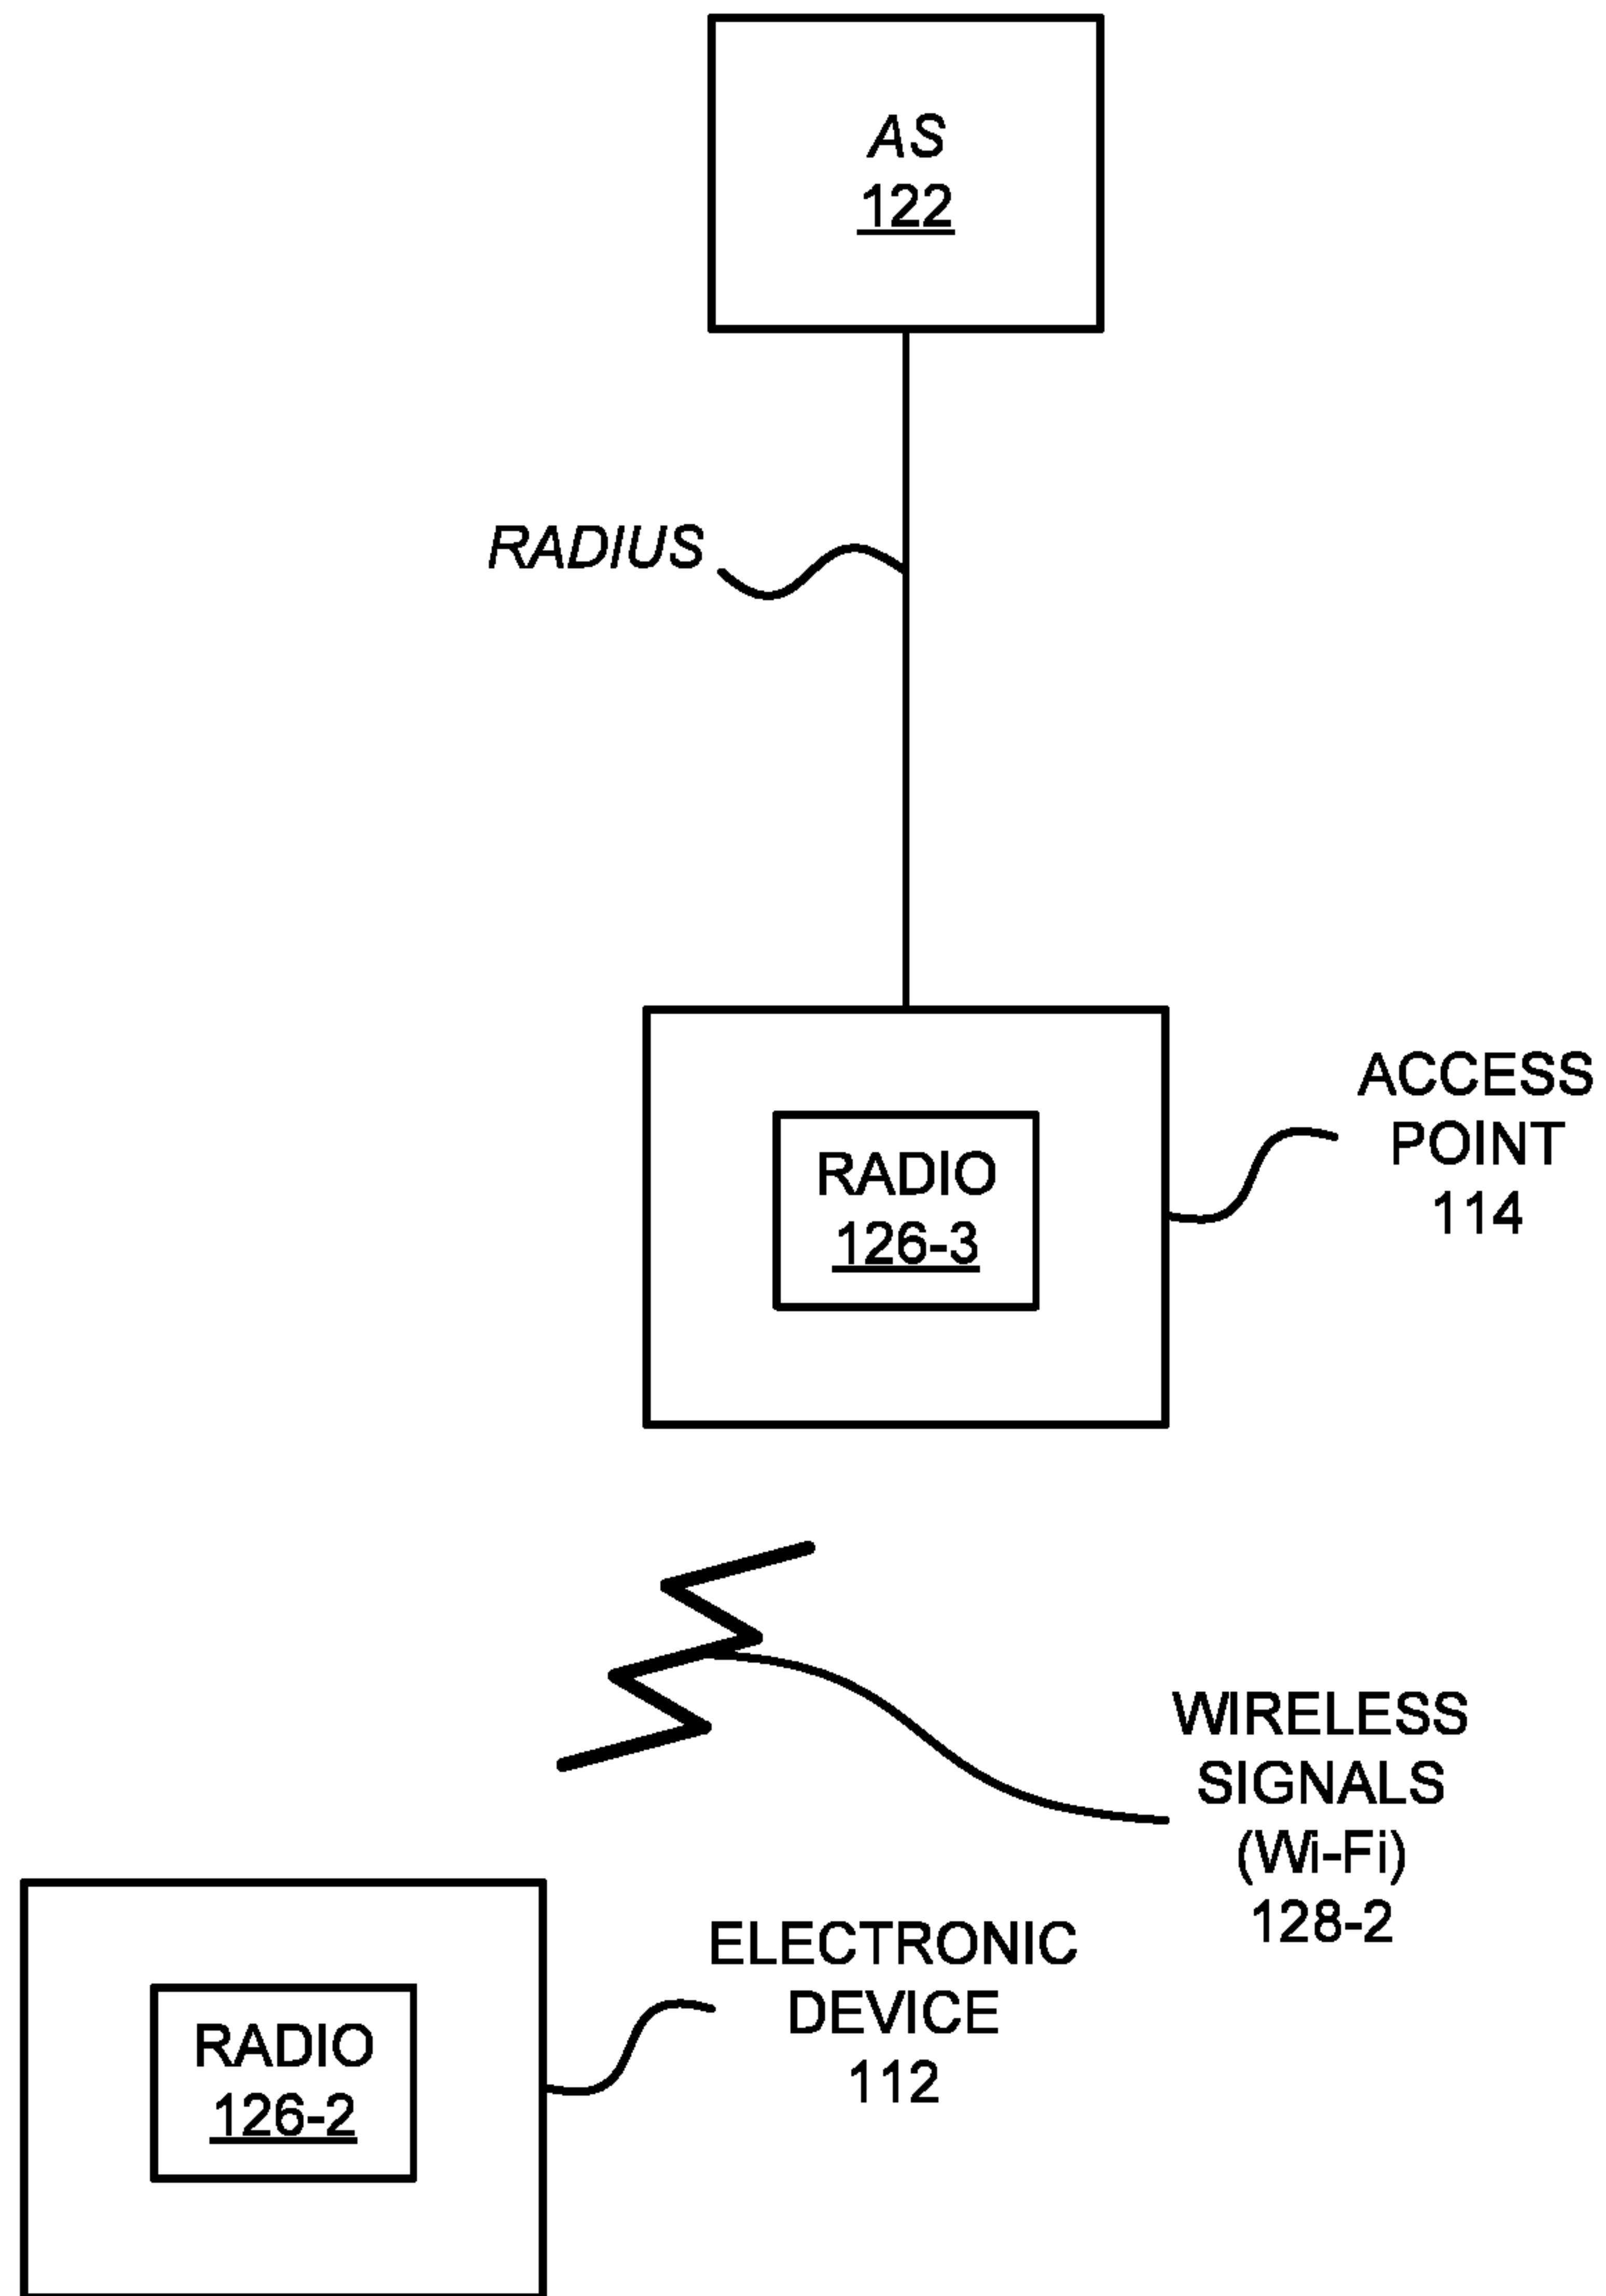 AS
122
RADIUS
ACCESS
POINT
114
RADIO
126-3
WIRELESS
SIGNALS
(Wi-Fi)
128-2
ELECTRONIC
DEVICE
112
RADIO
126-2